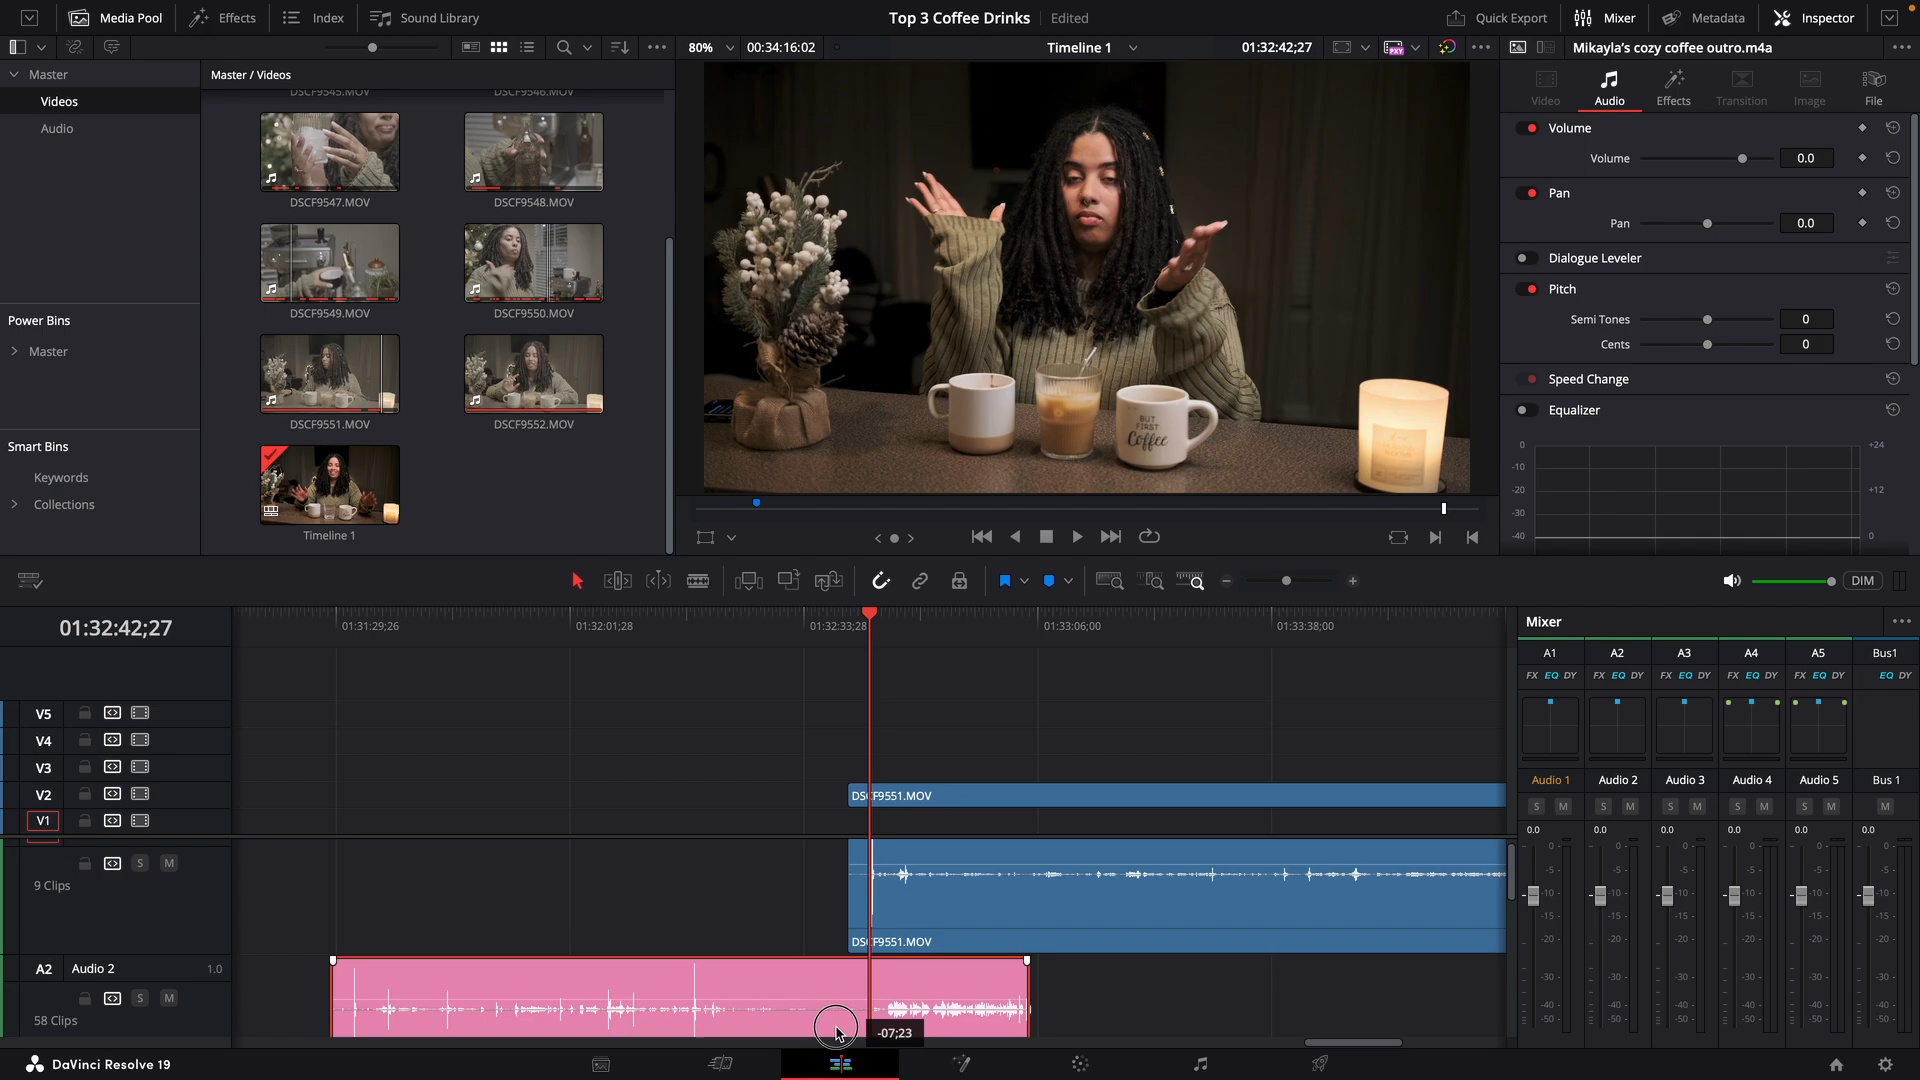 Media Pool
Effects
Index
Sound Library
Top 3 Coffee Drinks
Edited
Quick Export
Mixer
Metadata
Inspector
80%
00:34:16:02
Timeline 1
01:32:42;27
PXY
Mikayla's cozy coffee outro.m4a
Master
Videos
Audio
Master / Videos
DSCF9545.MOV
DSCF9546.MOV
DSCF9547.MOV
DSCF9548.MOV
DSCF9549.MOV
DSCF9550.MOV
DSCF9551.MOV
DSCF9552.MOV
Timeline 1
Power Bins
Master
Smart Bins
Keywords
Collections
BUT
FIRST
Coffee
Video
Audio
Effects
Transition
Image
File
Volume
Volume
0.0
Pan
Pan
0.0
Dialogue Leveler
Pitch
Semi Tones
0
Cents
0
Speed Change
Equalizer
0
+24
-10
-20
+12
-30
-40
0
DIM
01:32:42;27
01:31:29;26
01:32:01;28
01:32:33;28
01:33:06;00
01:33:38;00
V5
V4
V3
V2
V1
DSCF9551.MOV
S
M
9 Clips
DSCF9551.MOV
A2
Audio 2
1.0
S
M
58 Clips
-07;23
Mixer
A1
A2
A3
A4
A5
Bus1
FX EQ DY
FX EQ DY
FX EQ DY
FX EQ DY
FX EQ DY
EQ DY
Audio 1
Audio 2
Audio 3
Audio 4
Audio 5
Bus 1
S M
S M
S M
S M
S M
M
0.0
0.0
0.0
0.0
0.0
0.0
0-
0-
0-
0-
0-
0-
-5-
-5-
-5-
-5-
-5-
-5-
-10-
-10-
-10-
-10-
-10-
-10-
-15-
-15-
-15-
-15-
-15-
-15-
-20-
-20-
-20-
-20-
-20-
-20-
-30-
-30-
-30-
-30-
-30-
-30-
-40-
-40-
-40-
-40-
-40-
-40-
-50-
-50-
-50-
-50-
-50-
-50-
DaVinci Resolve 19